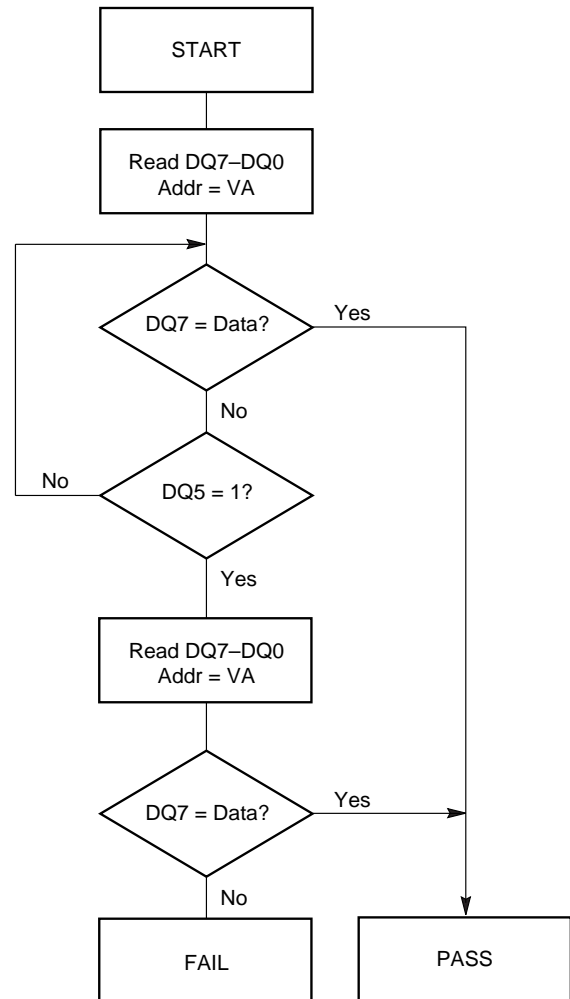 START
Read DQ7–DQ0
Addr = VA
DQ7 = Data?
Yes
No
No
DQ5 = 1?
Yes
Read DQ7–DQ0
Addr = VA
DQ7 = Data?
Yes
No
FAIL
PASS